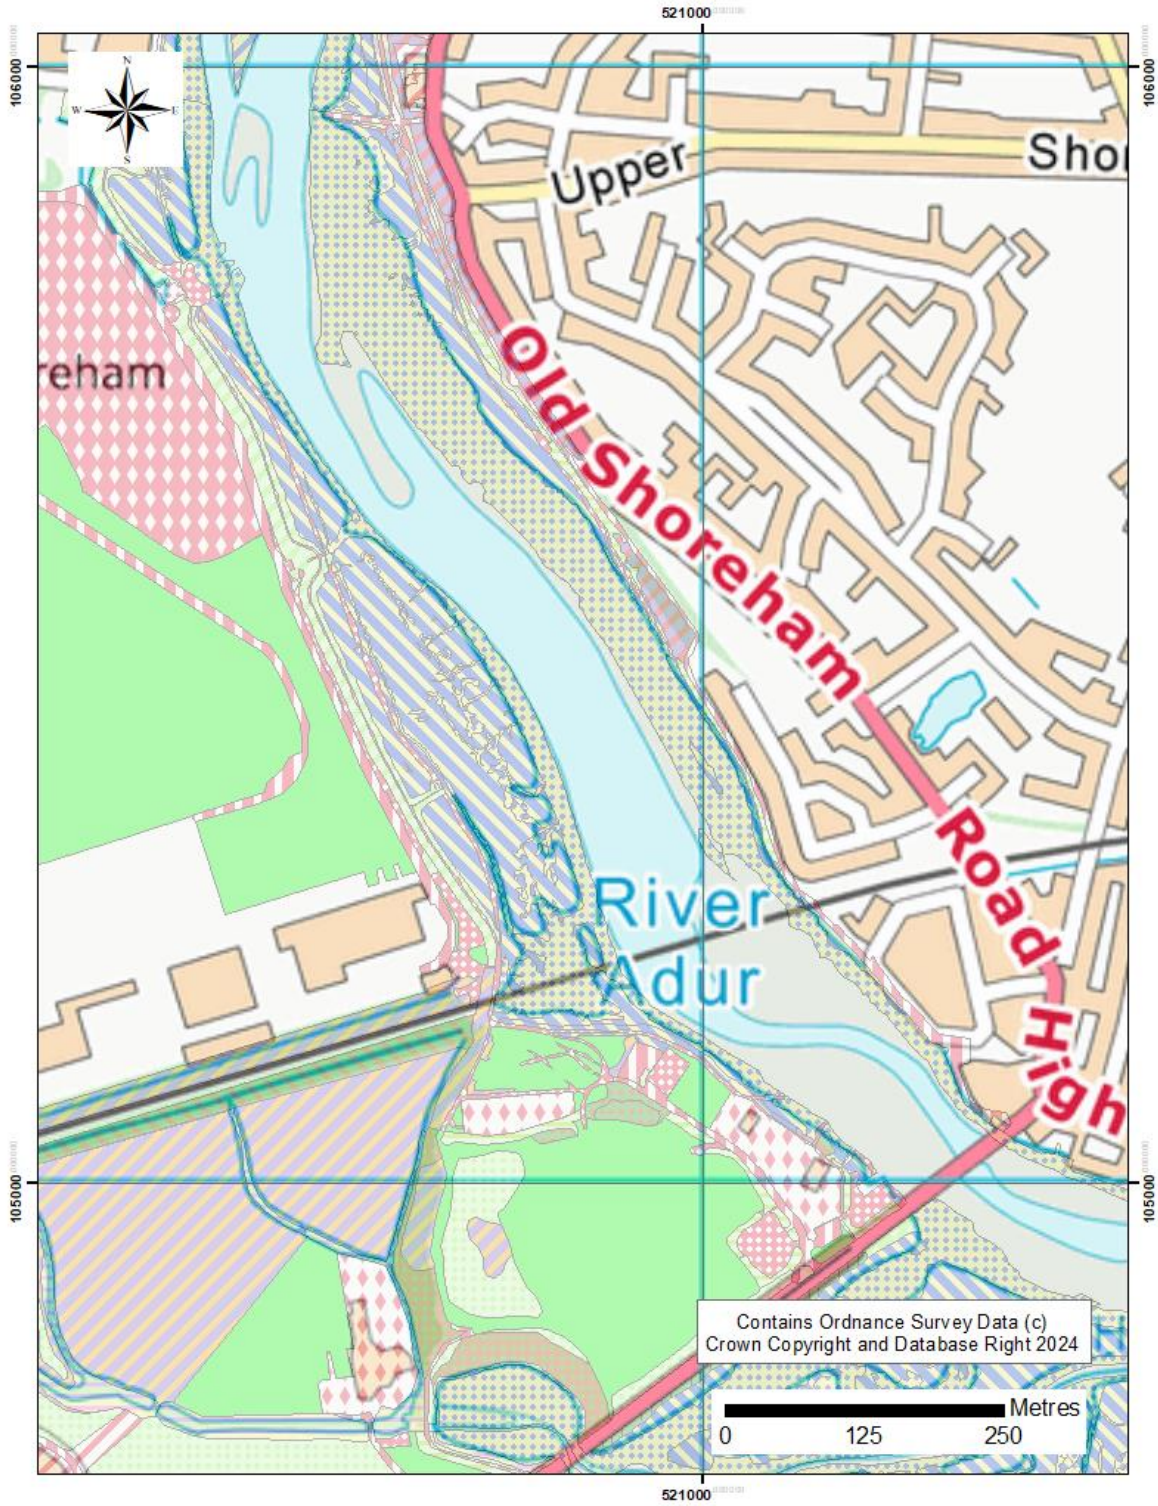 521000
106000
106000
N
W E
S
Upper
Shor
Old Shoreham Road
reham
River
Adur
High
105000
105000
Contains Ordnance Survey Data (c)
Crown Copyright and Database Right 2024
Metres
0 125 250
521000